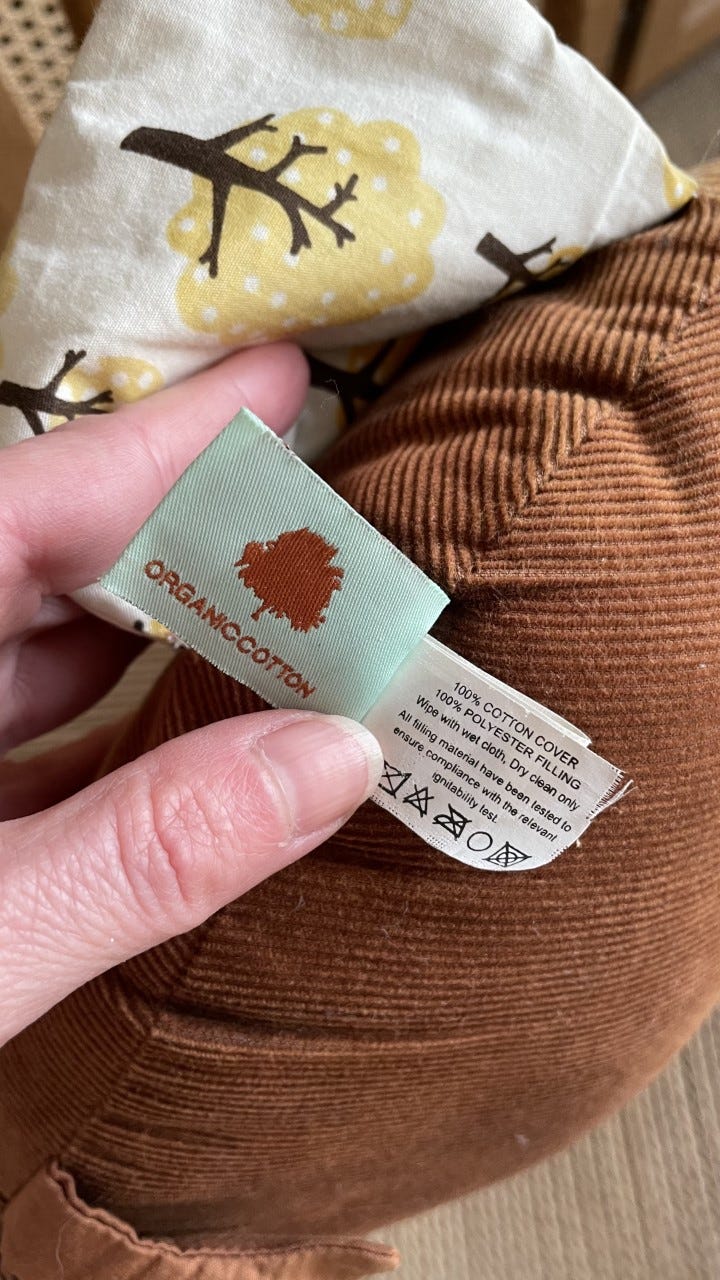 ORGANICCOTTON
100% COTTON COVER
100% POLYESTER FILLING
Wipe with wet cloth, Dry clean only
All filling material have been tested to
ensure compliance with the relevant
ignitability test.